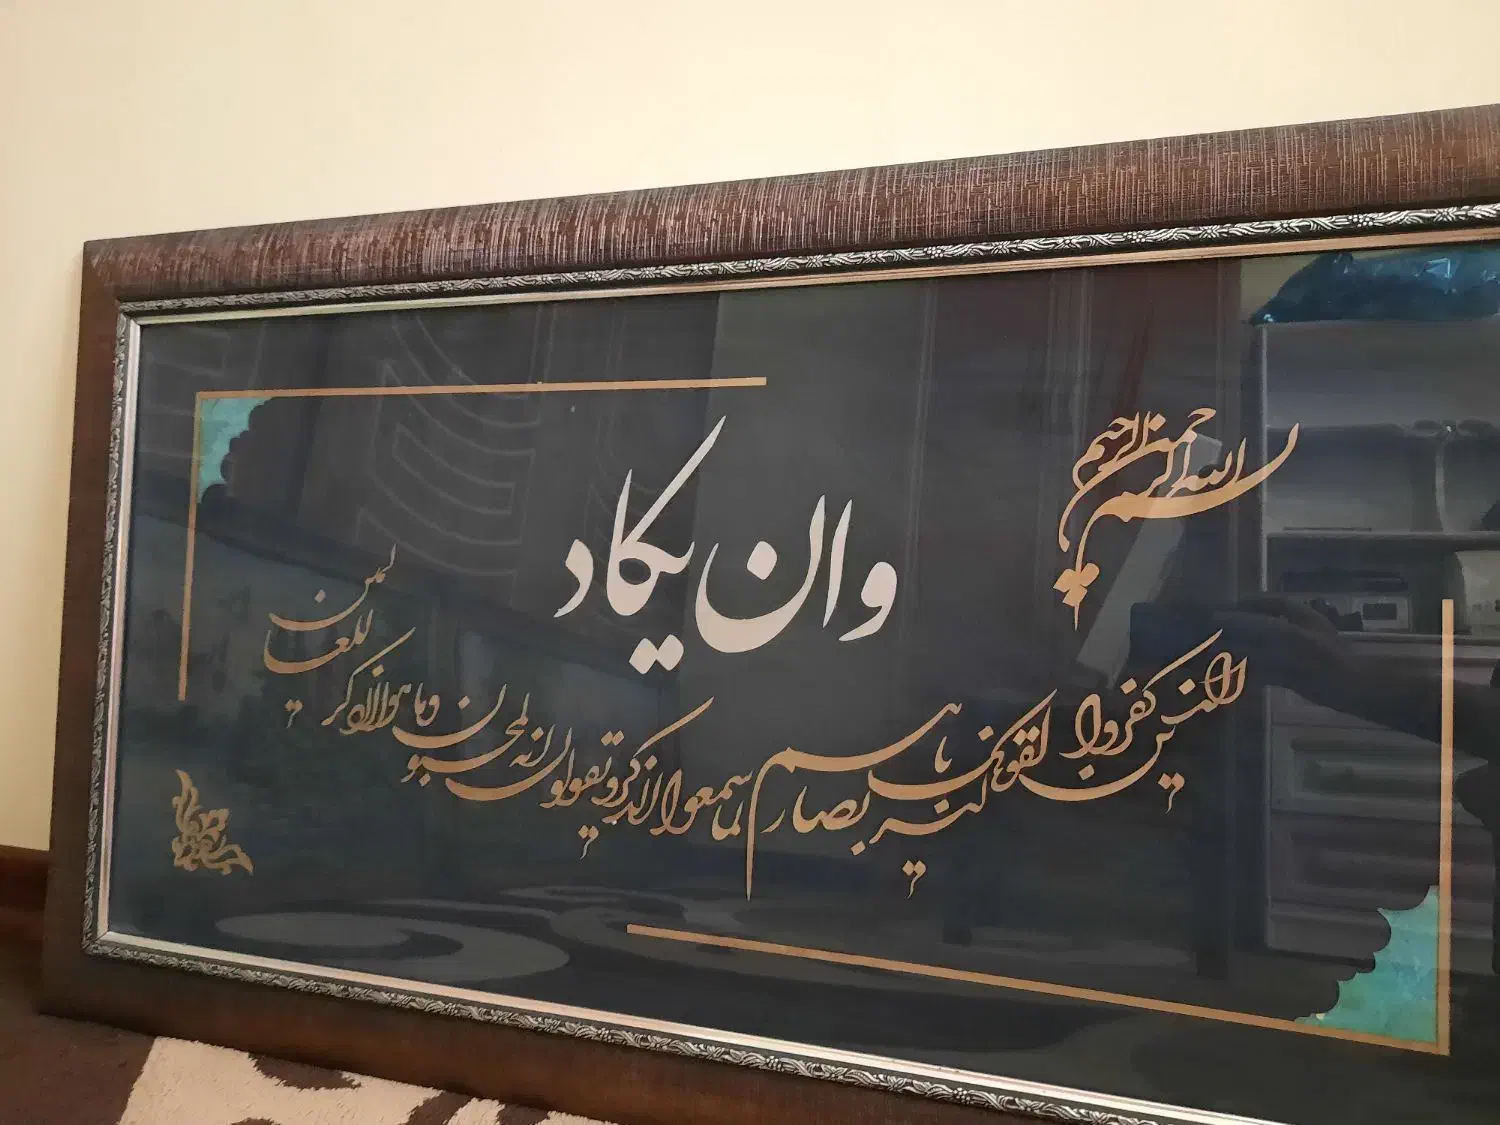 بسم الله الرحمن الرحیم
وان یکاد
الذین کفروا لیزلقونک بابصارهم لما سمعوا الذکر و یقولون انه لمجنون وما هو الا ذکر للعالمین